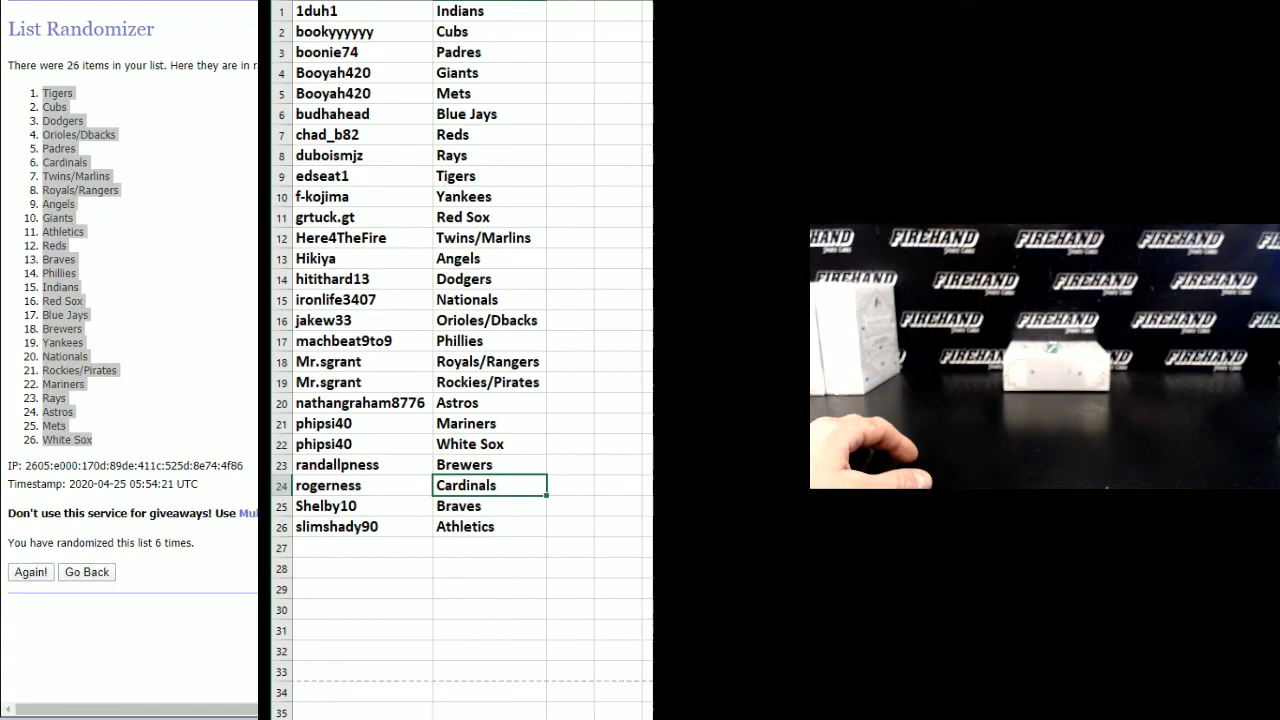 List Randomizer
There were 26 items in your list. Here they are in r
1. Tigers
2. Cubs
3. Dodgers
4. Orioles/Dbacks
5. Padres
6. Cardinals
7. Twins/Marlins
8. Royals/Rangers
9. Angels
10. Giants
11. Athletics
12. Reds
13. Braves
14. Phillies
15. Indians
16. Red Sox
17. Blue Jays
18. Brewers
19. Yankees
20. Nationals
21. Rockies/Pirates
22. Mariners
23. Rays
24. Astros
25. Mets
26. White Sox
IP: 2605:e000:170d:89de:411c:525d:8e74:4f86
Timestamp: 2020-04-25 05:54:21 UTC
Don't use this service for giveaways! Use Mul
You have randomized this list 6 times.
Again! Go Back
1 1duh1 Indians
2 bookyyyyyy Cubs
3 boonie74 Padres
4 Booyah420 Giants
5 Booyah420 Mets
6 budhahead Blue Jays
7 chad_b82 Reds
8 duboismjz Rays
9 edseat1 Tigers
10 f-kojima Yankees
11 grtuck.gt Red Sox
12 Here4TheFire Twins/Marlins
13 Hikiya Angels
14 hitithard13 Dodgers
15 ironlife3407 Nationals
16 jakew33 Orioles/Dbacks
17 machbeat9to9 Phillies
18 Mr.sgrant Royals/Rangers
19 Mr.sgrant Rockies/Pirates
20 nathangraham8776 Astros
21 phipsi40 Mariners
22 phipsi40 White Sox
23 randallpness Brewers
24 rogerness Cardinals
25 Shelby10 Braves
26 slimshady90 Athletics
27
28
29
30
31
32
33
34
35
HAND FIREHAND FIREHAND FIREHAND FI
FIREHAND FIREHAND FIREHAND FIREHAND
FIREHAND FIREHAND FIREHAND FI
FIREHAND FIREHAND FIREHAND